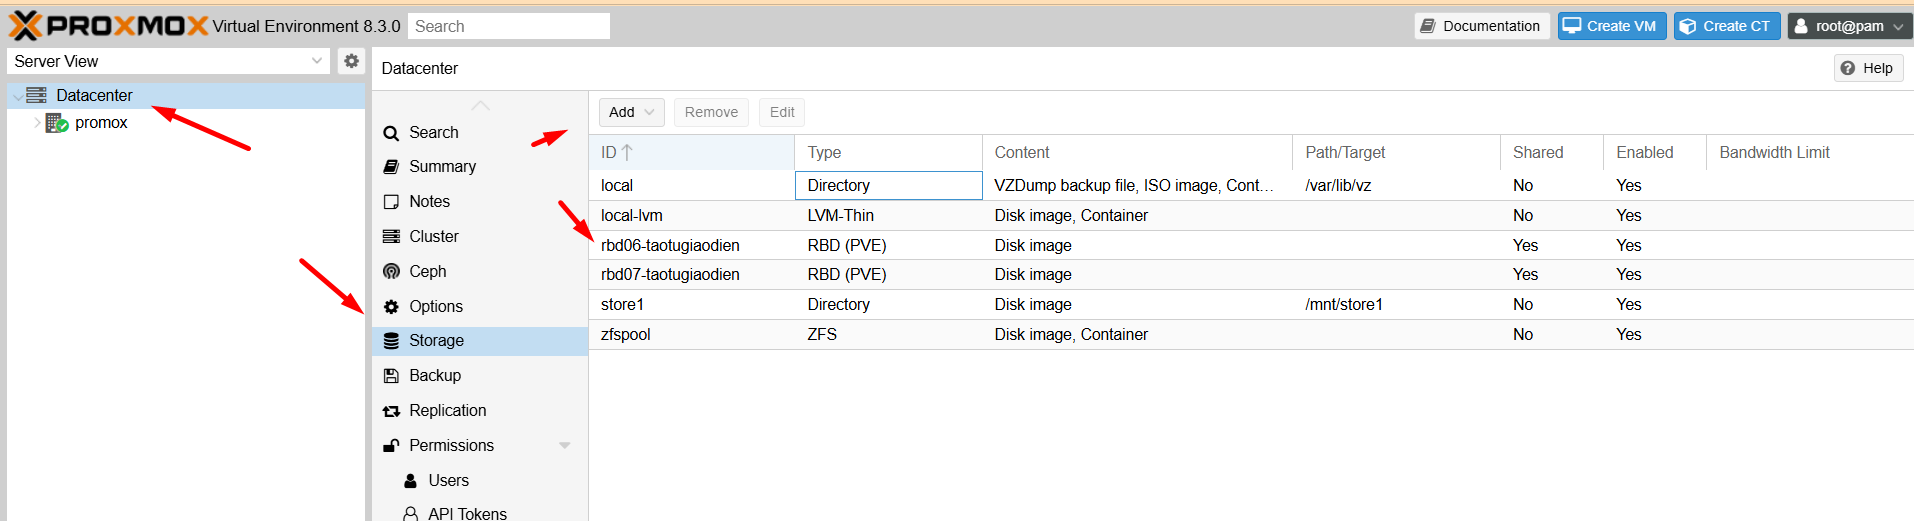 PROXMOX Virtual Environment 8.3.0 Search Documentation Create VM Create CT root@pam
Server View
Datacenter
promox
Datacenter Help
Search
Summary
Notes
Cluster
Ceph
Options
Storage
Backup
Replication
Permissions
Users
API Tokens
Add Remove Edit
ID Type Content Path/Target Shared Enabled Bandwidth Limit
local Directory VZDump backup file, ISO image, Cont... /var/lib/vz No Yes
local-lvm LVM-Thin Disk image, Container No Yes
rbd06-taotugiaodien RBD (PVE) Disk image Yes Yes
rbd07-taotugiaodien RBD (PVE) Disk image Yes Yes
store1 Directory Disk image /mnt/store1 No Yes
zfspool ZFS Disk image, Container No Yes